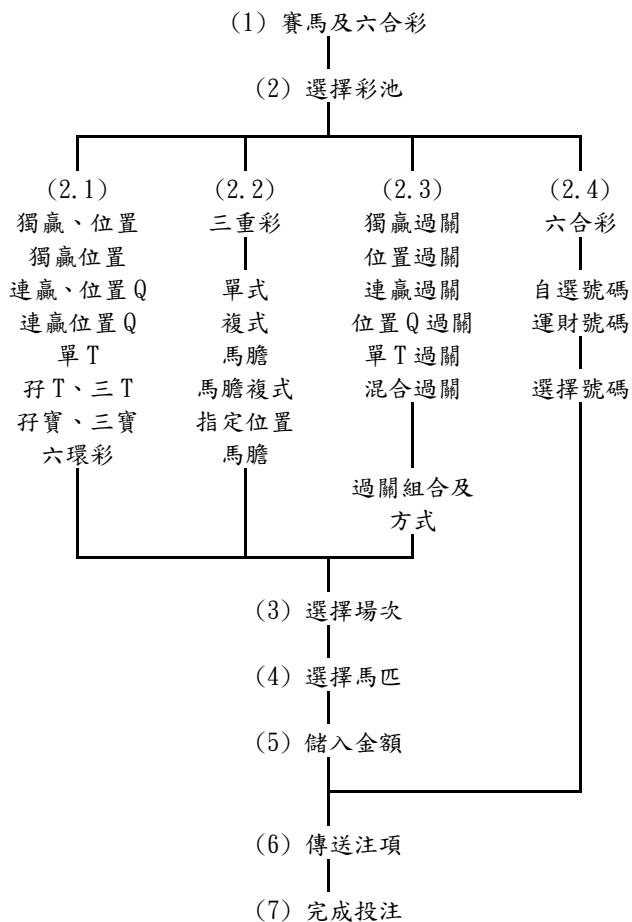 (1) 賽馬及六合彩
(2) 選擇彩池
(2.1)
獨贏、位置
獨贏位置
連贏、位置 Q
連贏位置 Q
單 T
孖 T、三 T
孖寶、三寶
六環彩
(2.2)
三重彩
單式
複式
馬膽
馬膽複式
指定位置
馬膽
(2.3)
獨贏過關
位置過關
連贏過關
位置 Q 過關
單 T 過關
混合過關
過關組合及
方式
(2.4)
六合彩
自選號碼
運財號碼
選擇號碼
(3) 選擇場次
(4) 選擇馬匹
(5) 儲入金額
(6) 傳送注項
(7) 完成投注